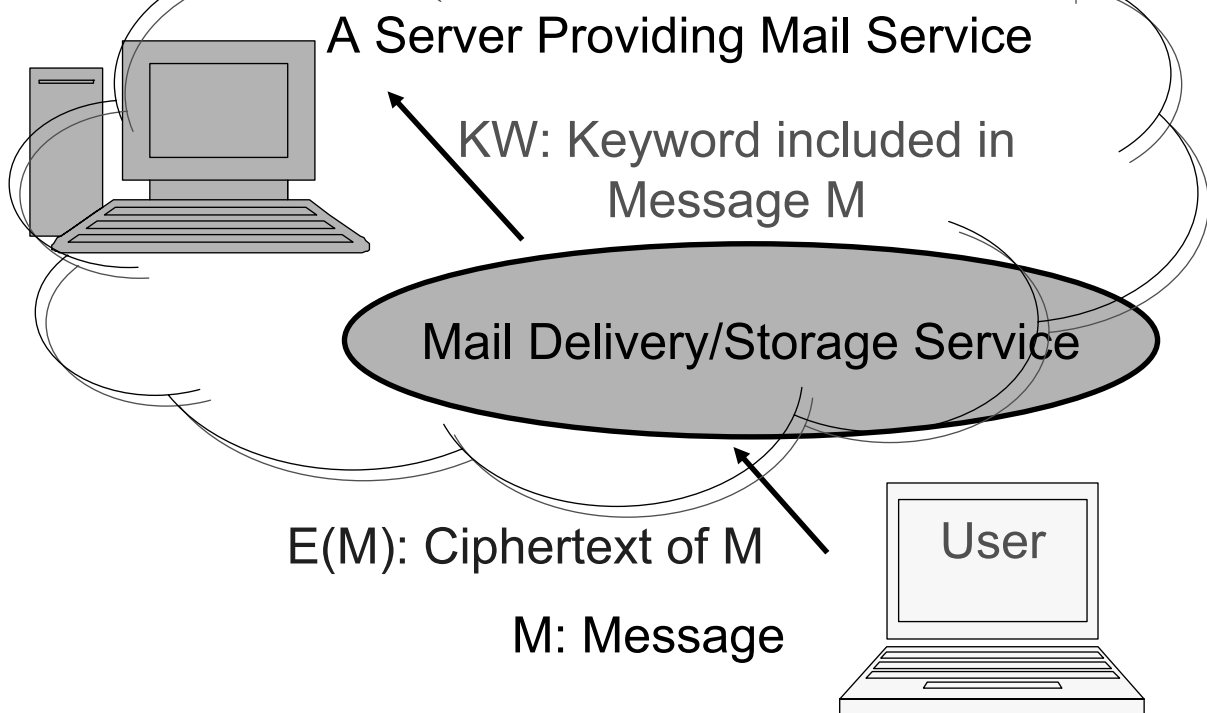 A Server Providing Mail Service
KW: Keyword included in
Message M
Mail Delivery/Storage Service
E(M): Ciphertext of M
User
M: Message